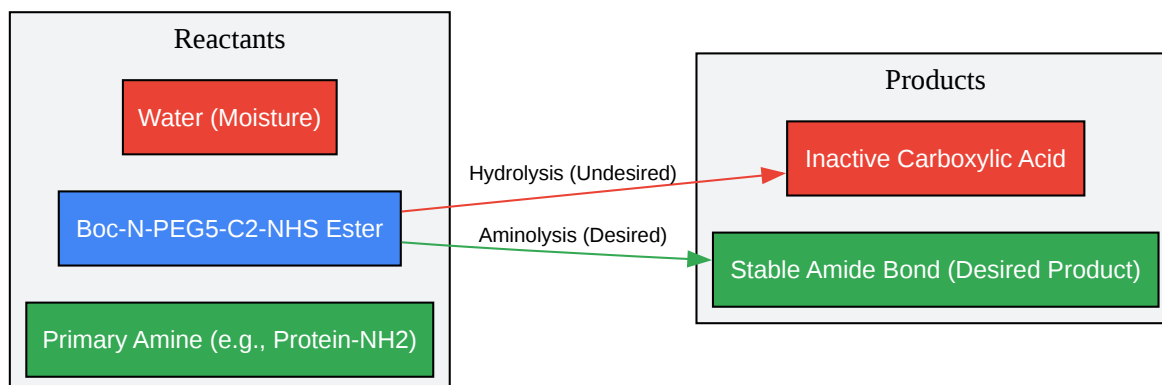 Reactants
Water (Moisture)
Boc-N-PEG5-C2-NHS Ester
Primary Amine (e.g., Protein-NH2)
Hydrolysis (Undesired)
Aminolysis (Desired)
Products
Inactive Carboxylic Acid
Stable Amide Bond (Desired Product)